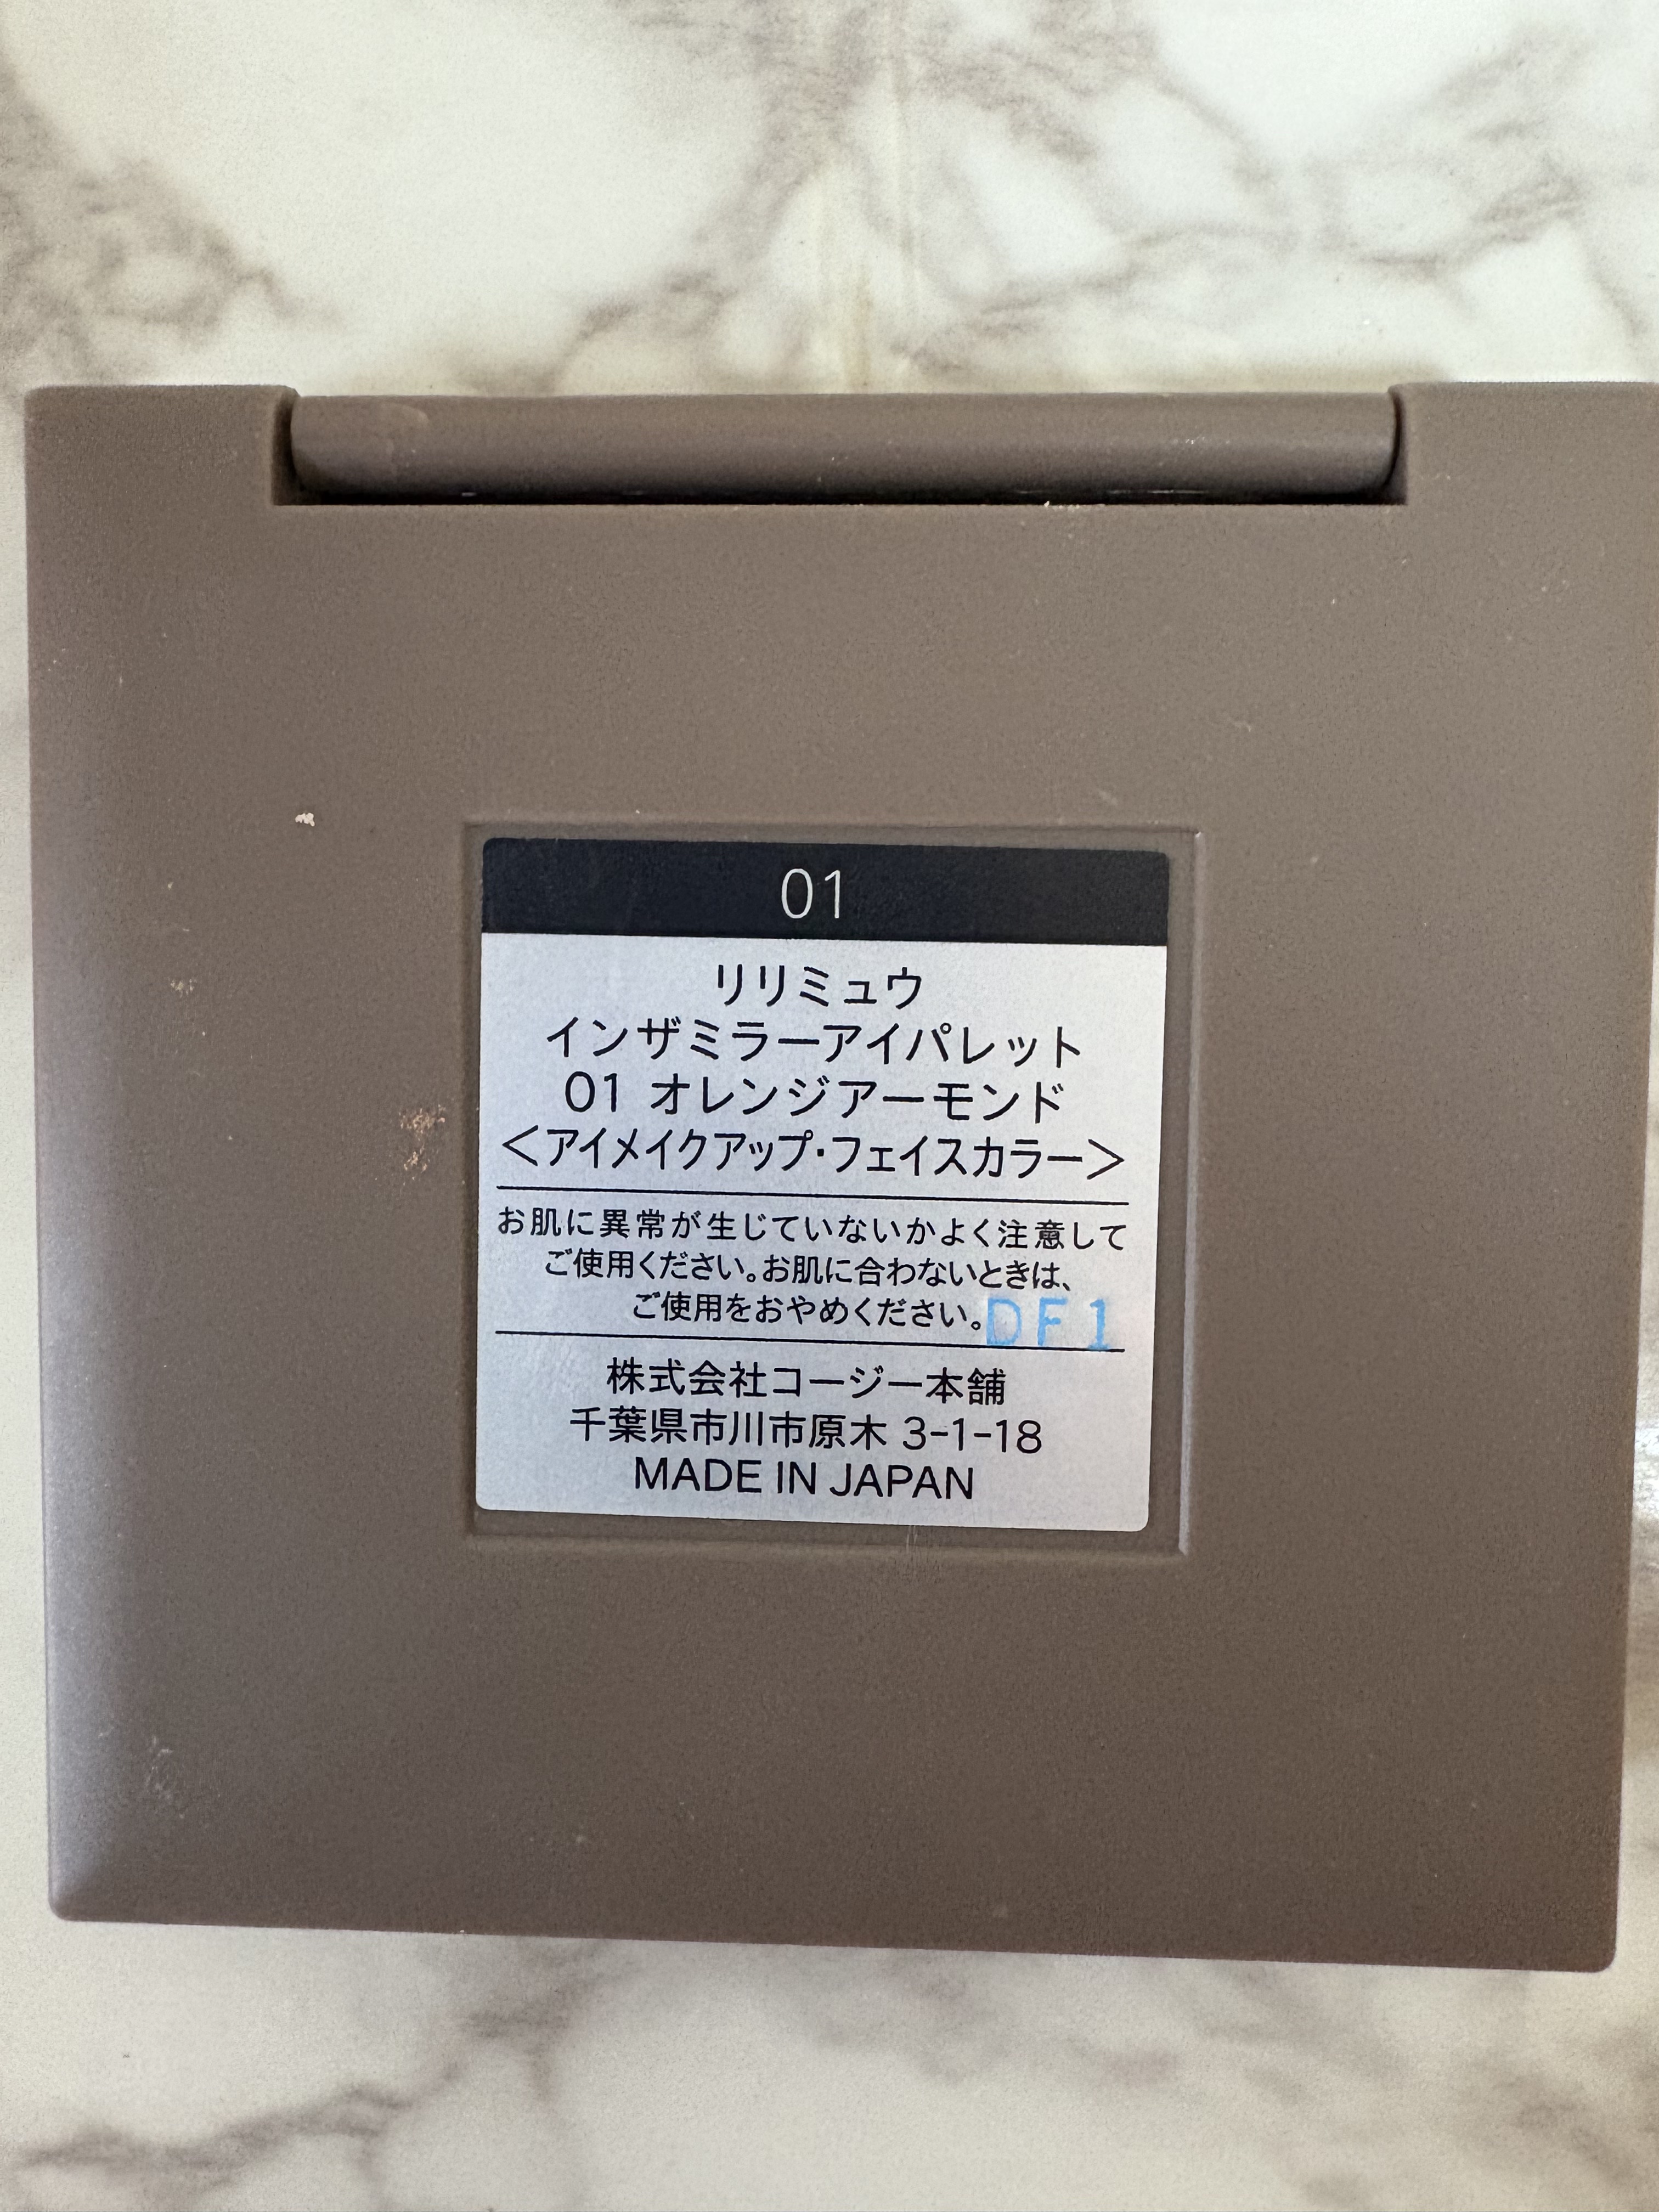 01
リリミュウ
インザミラーアイパレット
01 オレンジアーモンド
<アイメイクアップ・フェイスカラー>
お肌に異常が生じていないかよく注意して
ご使用ください。お肌に合わないときは、
ご使用をおやめください。
DF1
株式会社コージー本舗
千葉県市川市原木 3-1-18
MADE IN JAPAN